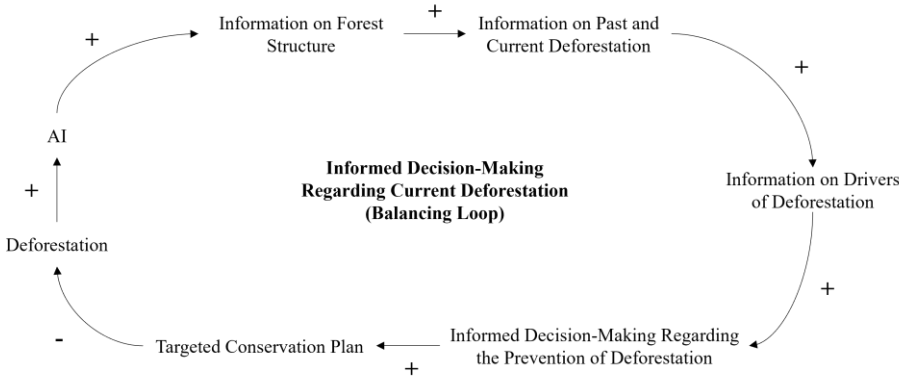 +
Information on Forest
Structure
+
Information on Past and
Current Deforestation
+
AI
Informed Decision-Making
Regarding Current Deforestation
(Balancing Loop)
Information on Drivers
of Deforestation
+
Deforestation
+
-
Targeted Conservation Plan
+
Informed Decision-Making Regarding
the Prevention of Deforestation